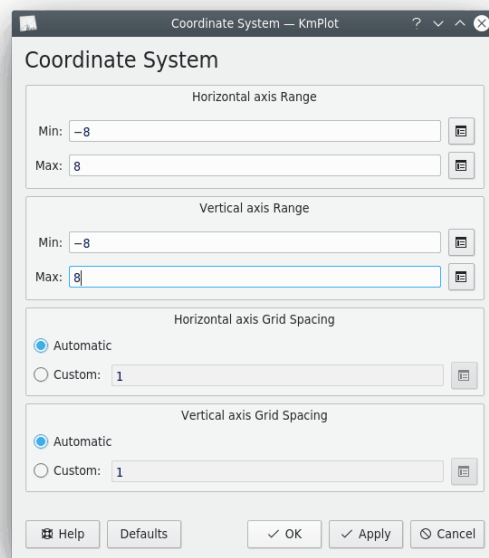 Coordinate System — KmPlot
Coordinate System
Horizontal axis Range
Min: −8
Max: 8
Vertical axis Range
Min: −8
Max: 8
Horizontal axis Grid Spacing
Automatic
Custom: 1
Vertical axis Grid Spacing
Automatic
Custom: 1
Help Defaults OK Apply Cancel